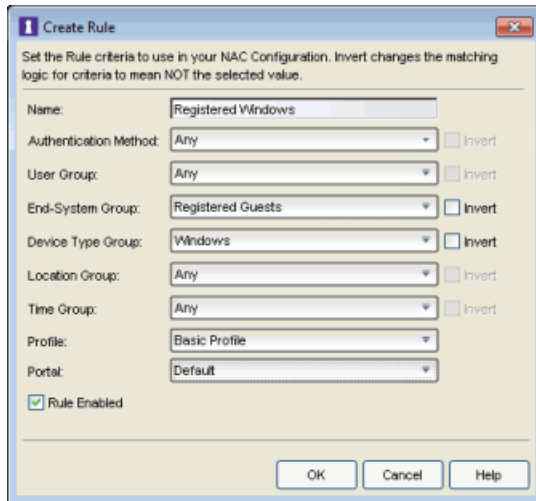 Create Rule
Set the Rule criteria to use in your NAC Configuration. Invert changes the matching
logic for criteria to mean NOT the selected value.
Name: Registered Windows
Authentication Method: Any Invert
User Group: Any Invert
End-System Group: Registered Guests Invert
Device Type Group: Windows Invert
Location Group: Any Invert
Time Group: Any Invert
Profile: Basic Profile
Portal: Default
Rule Enabled
OK Cancel Help